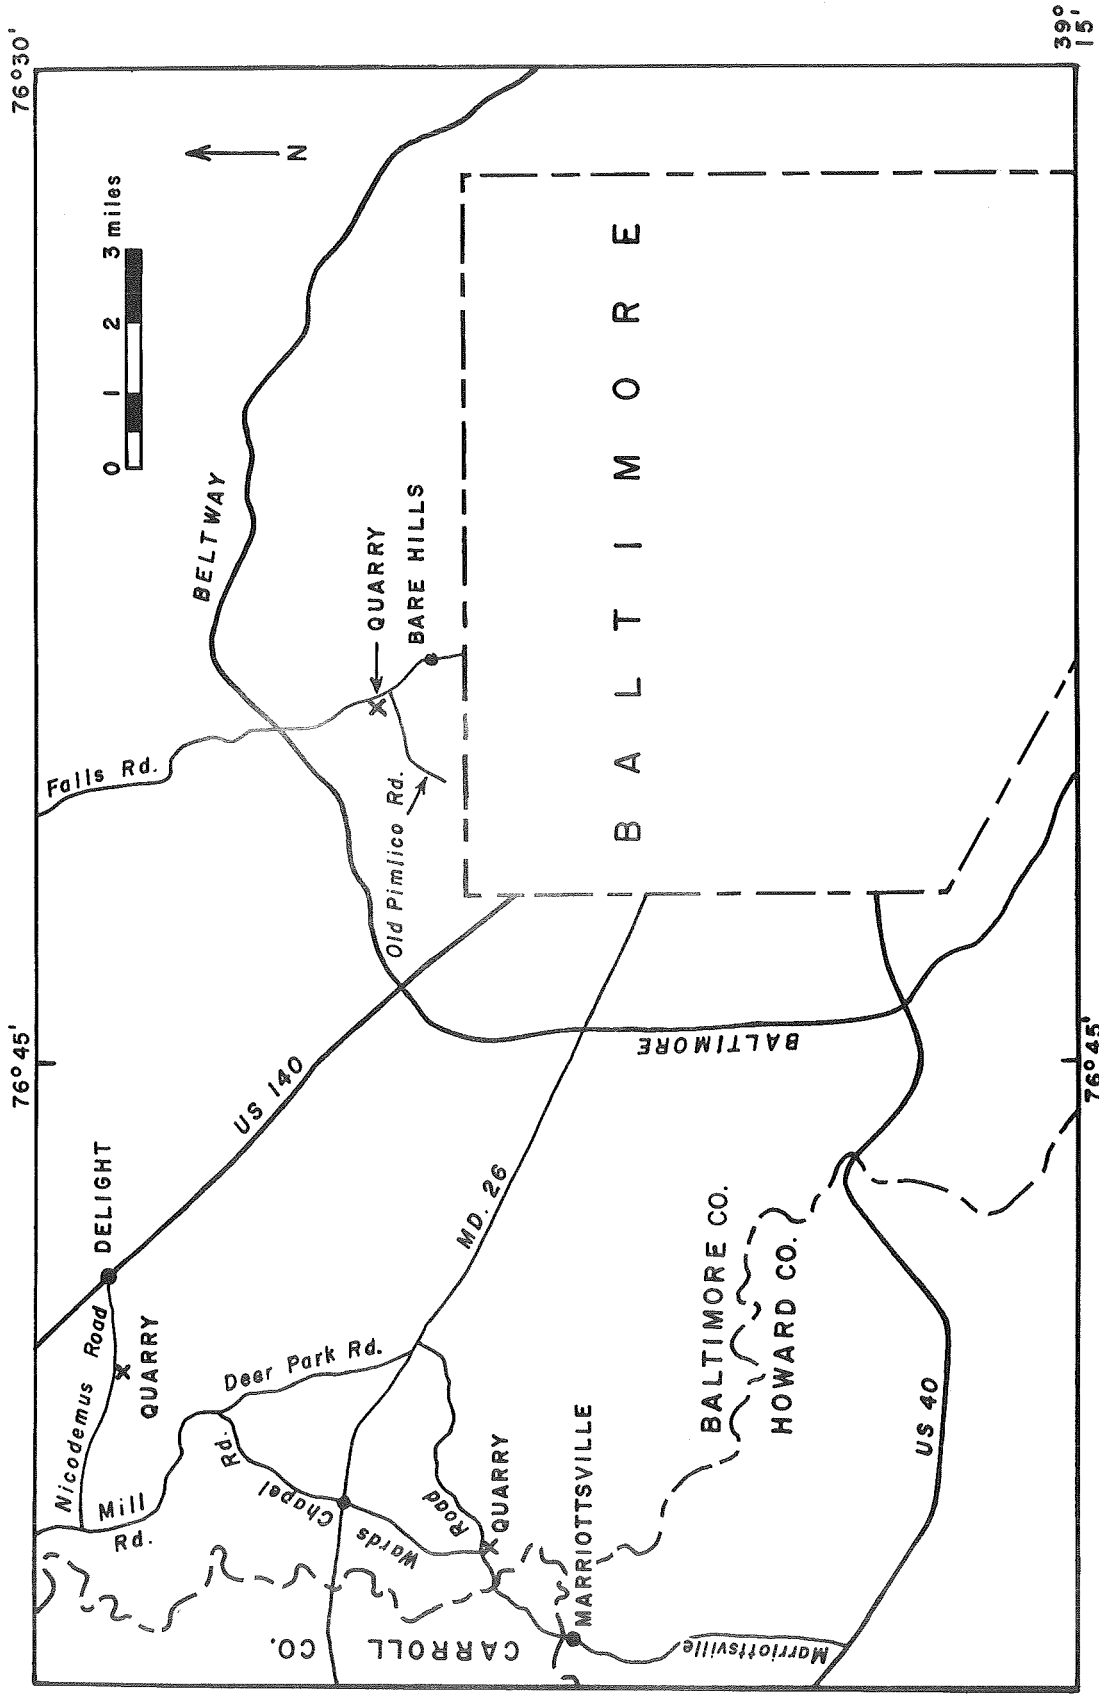 76°45'
76°30'
Falls Rd.
0 1 2 3 miles
N
DELIGHT
Nicodemus Road
QUARRY
Mill
Rd.
US 140
BELTWAY
Deer Park Rd.
Rd.
Chapel
Wards
QUARRY
BARE HILLS
Old Pimlico Rd.
CARROLL
CO.
MD. 26
Road
QUARRY
MARRIOTTSVILLE
BALTIMORE
BALTIMORE
BALTIMORE CO.
HOWARD CO.
Marriottsville
US 40
76°45'
39°
15'